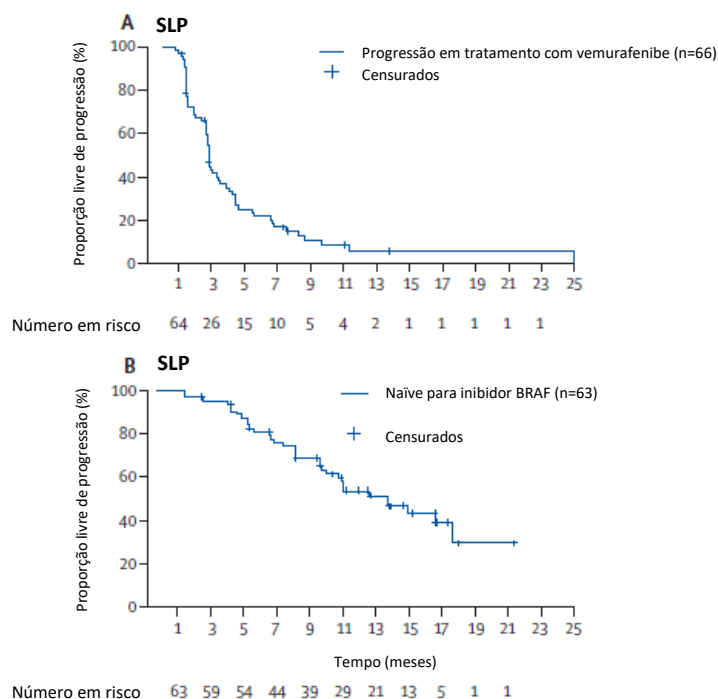 A SLP
Progressão em tratamento com vemurafenibe (n=66)
Censurados
Proporção livre de progressão (%)
100
80
60
40
20
0
1 3 5 7 9 11 13 15 17 19 21 23 25
Número em risco 64 26 15 10 5 4 2 1 1 1 1 1
B SLP
Naïve para inibidor BRAF (n=63)
Censurados
Proporção livre de progressão (%)
100
80
60
40
20
0
1 3 5 7 9 11 13 15 17 19 21 23 25
Tempo (meses)
Número em risco 63 59 54 44 39 29 21 13 5 1 1